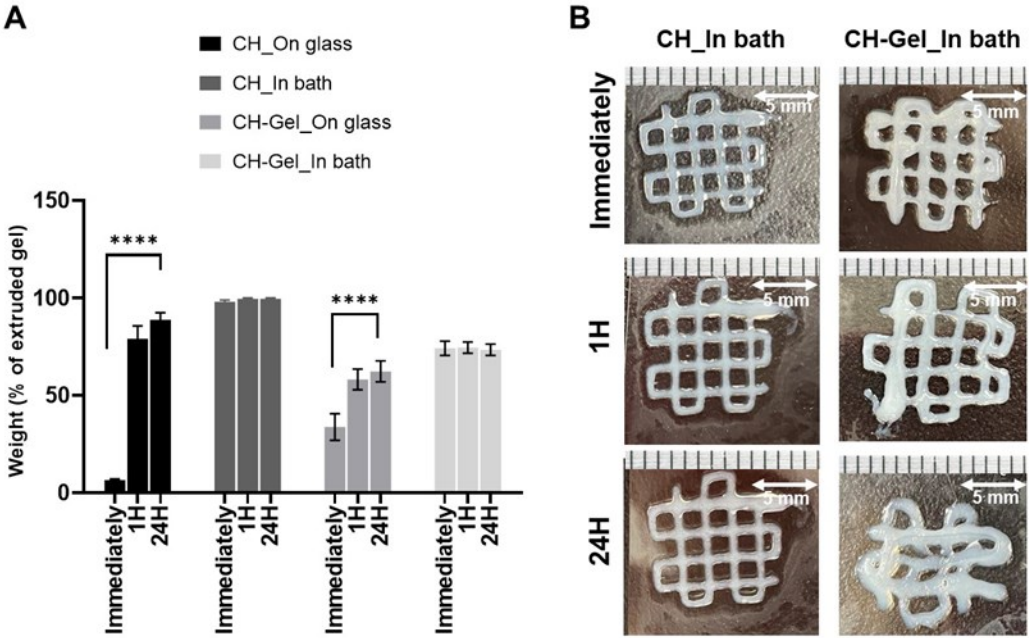 A
CH_On glass
CH_In bath
CH-Gel_On glass
CH-Gel_In bath
Weight (% of extruded gel)
150
100
50
0
****
****
Immediately
1H
24H
Immediately
1H
24H
Immediately
1H
24H
Immediately
1H
24H
B
CH_In bath
CH-Gel_In bath
Immediately
5 mm
5 mm
1H
5 mm
5 mm
24H
5 mm
5 mm